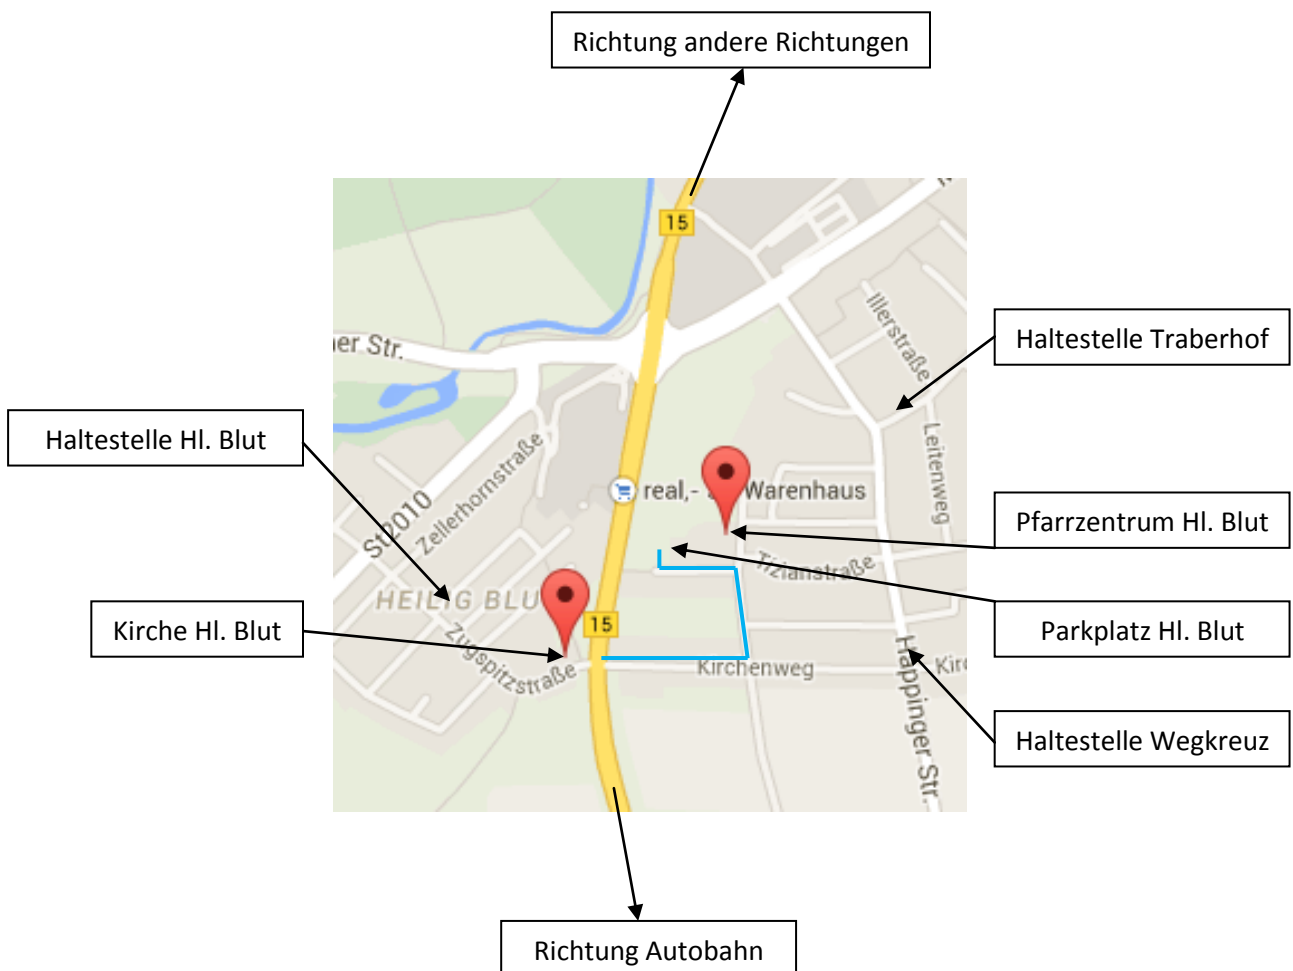 Richtung andere Richtungen
15
Illerstraße
Haltestelle Traberhof
er Str.
Haltestelle Hl. Blut
Leitenweg
Zellerhornstraße
St2010
real,- Warenhaus
Pfarrzentrum Hl. Blut
Tizianstraße
HEILIG BLU
15
Kirche Hl. Blut
Parkplatz Hl. Blut
Zugspitzstraße
Kirchenweg
Kirc
Happinger Str.
Haltestelle Wegkreuz
Richtung Autobahn